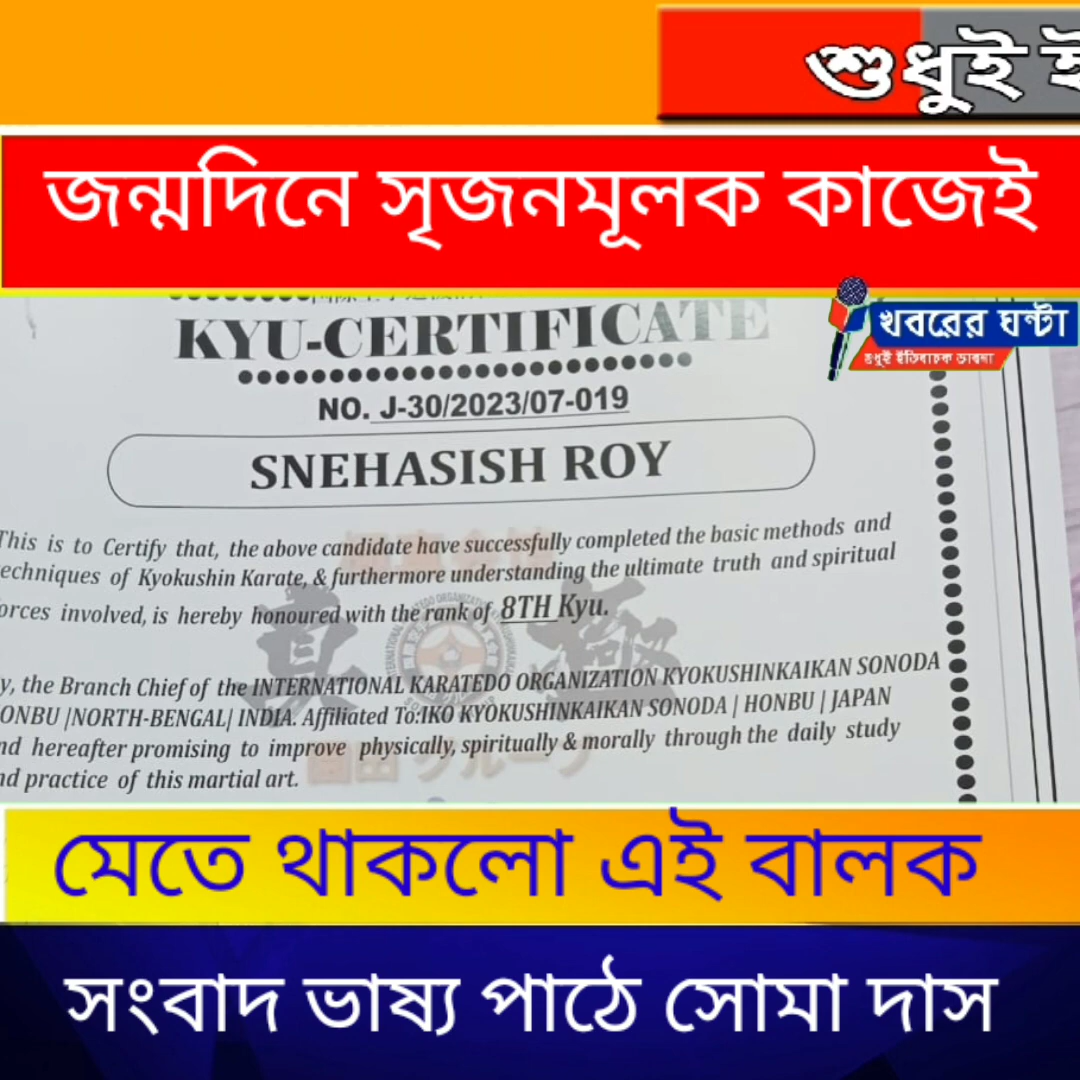 শুধুই ই
জন্মদিনে সৃজনমূলক কাজেই
খবরের ঘন্টা
শুধুই ইতিবাচক ভাবনা
KYU-CERTIFICATE
NO. J-30/2023/07-019
SNEHASISH ROY
This is to Certify that, the above candidate have successfully completed the basic methods and
echniques of Kyokushin Karate, & furthermore understanding the ultimate truth and spiritual
orces involved, is hereby honoured with the rank of 8TH Kyu.
y, the Branch Chief of the INTERNATIONAL KARATEDO ORGANIZATION KYOKUSHINKAIKAN SONODA
ONBU |NORTH-BENGAL| INDIA. Affiliated To:IKO KYOKUSHINKAIKAN SONODA | HONBU | JAPAN
nd hereafter promising to improve physically, spiritually & morally through the daily study
nd practice of this martial art.
মেতে থাকলো এই বালক
সংবাদ ভাষ্য পাঠে সোমা দাস